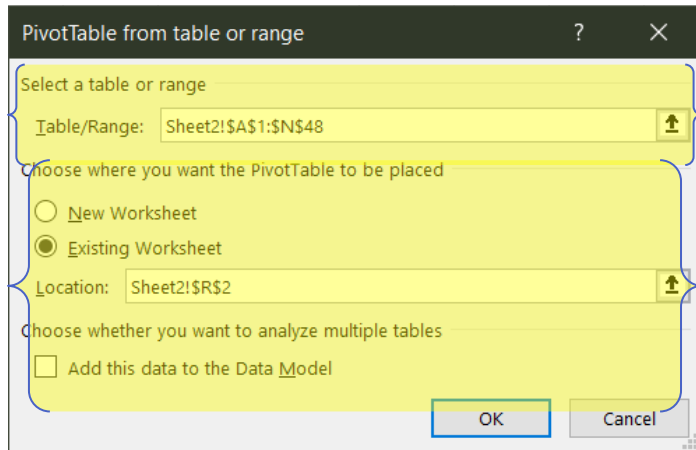 PivotTable from table or range ? ×
Select a table or range
Table/Range: Sheet2!$A$1:$N$48
Choose where you want the PivotTable to be placed
New Worksheet
Existing Worksheet
Location: Sheet2!$R$2
Choose whether you want to analyze multiple tables
Add this data to the Data Model
OK Cancel